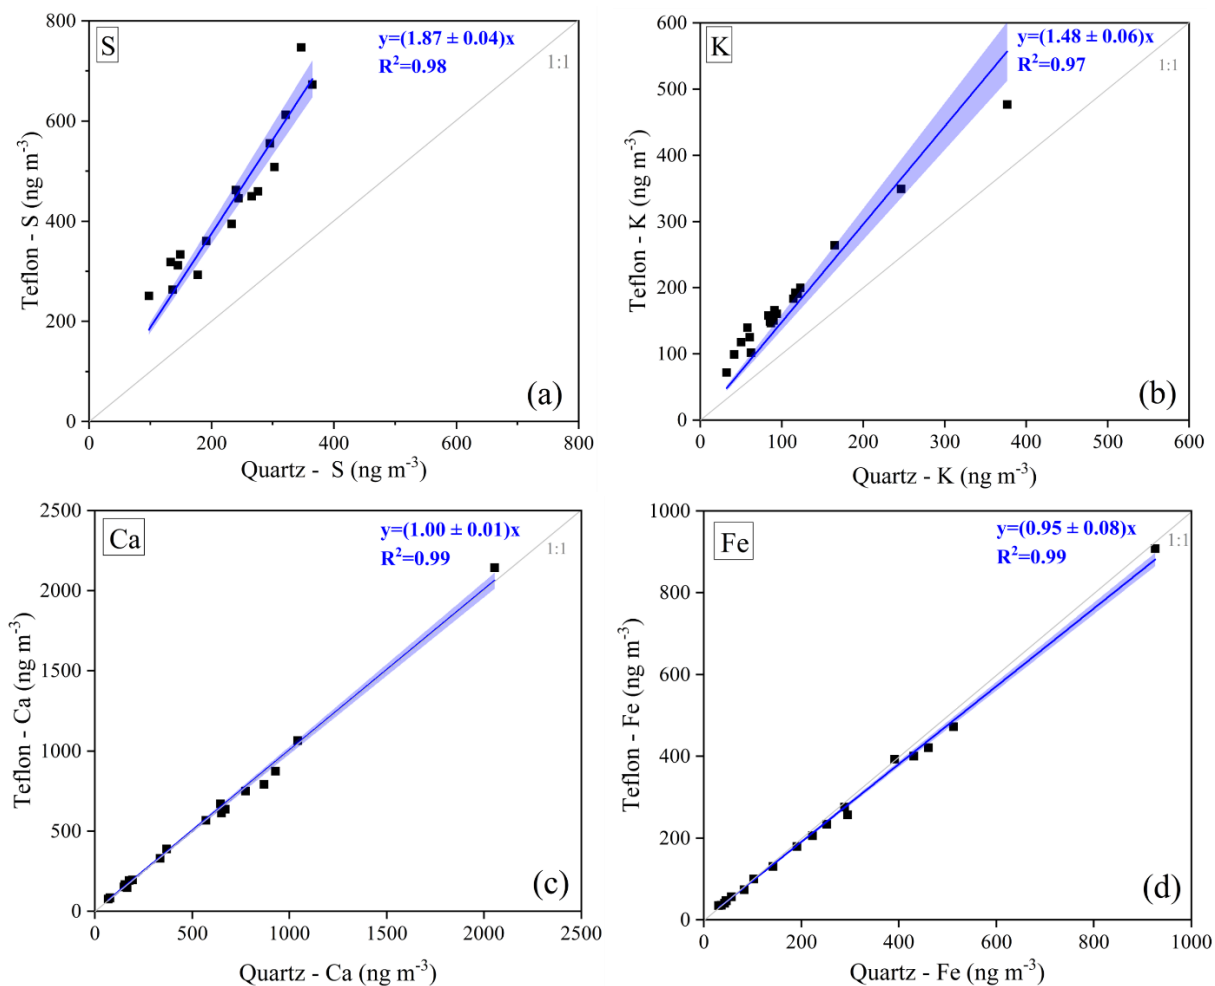 S
y=(1.87 ± 0.04)x
R²=0.98
1:1
800
600
400
200
0
Teflon - S (ng m⁻³)
(a)
0 200 400 600 800
Quartz -  S (ng m⁻³)
K
y=(1.48 ± 0.06)x
R²=0.97
1:1
600
500
400
300
200
100
0
Teflon - K (ng m⁻³)
(b)
0 100 200 300 400 500 600
Quartz - K (ng m⁻³)
Ca
y=(1.00 ± 0.01)x
R²=0.99
1:1
2500
2000
1500
1000
500
0
Teflon - Ca (ng m⁻³)
(c)
0 500 1000 1500 2000 2500
Quartz - Ca (ng m⁻³)
Fe
y=(0.95 ± 0.08)x
R²=0.99
1:1
1000
800
600
400
200
0
Teflon - Fe (ng m⁻³)
(d)
0 200 400 600 800 1000
Quartz - Fe (ng m⁻³)